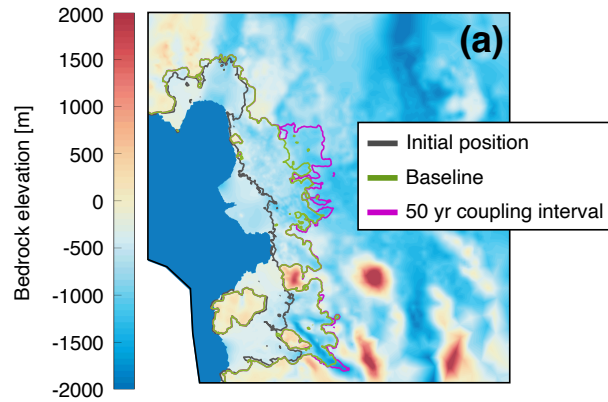 2000
(a)
1500
1000
500
0
-500
-1000
-1500
-2000
Bedrock elevation [m]
Initial position
Baseline
50 yr coupling interval